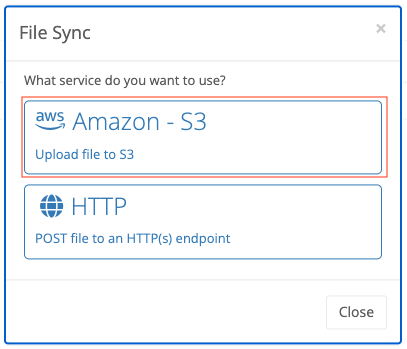 File Sync
×
What service do you want to use?
aws Amazon - S3
Upload file to S3
HTTP
POST file to an HTTP(s) endpoint
Close